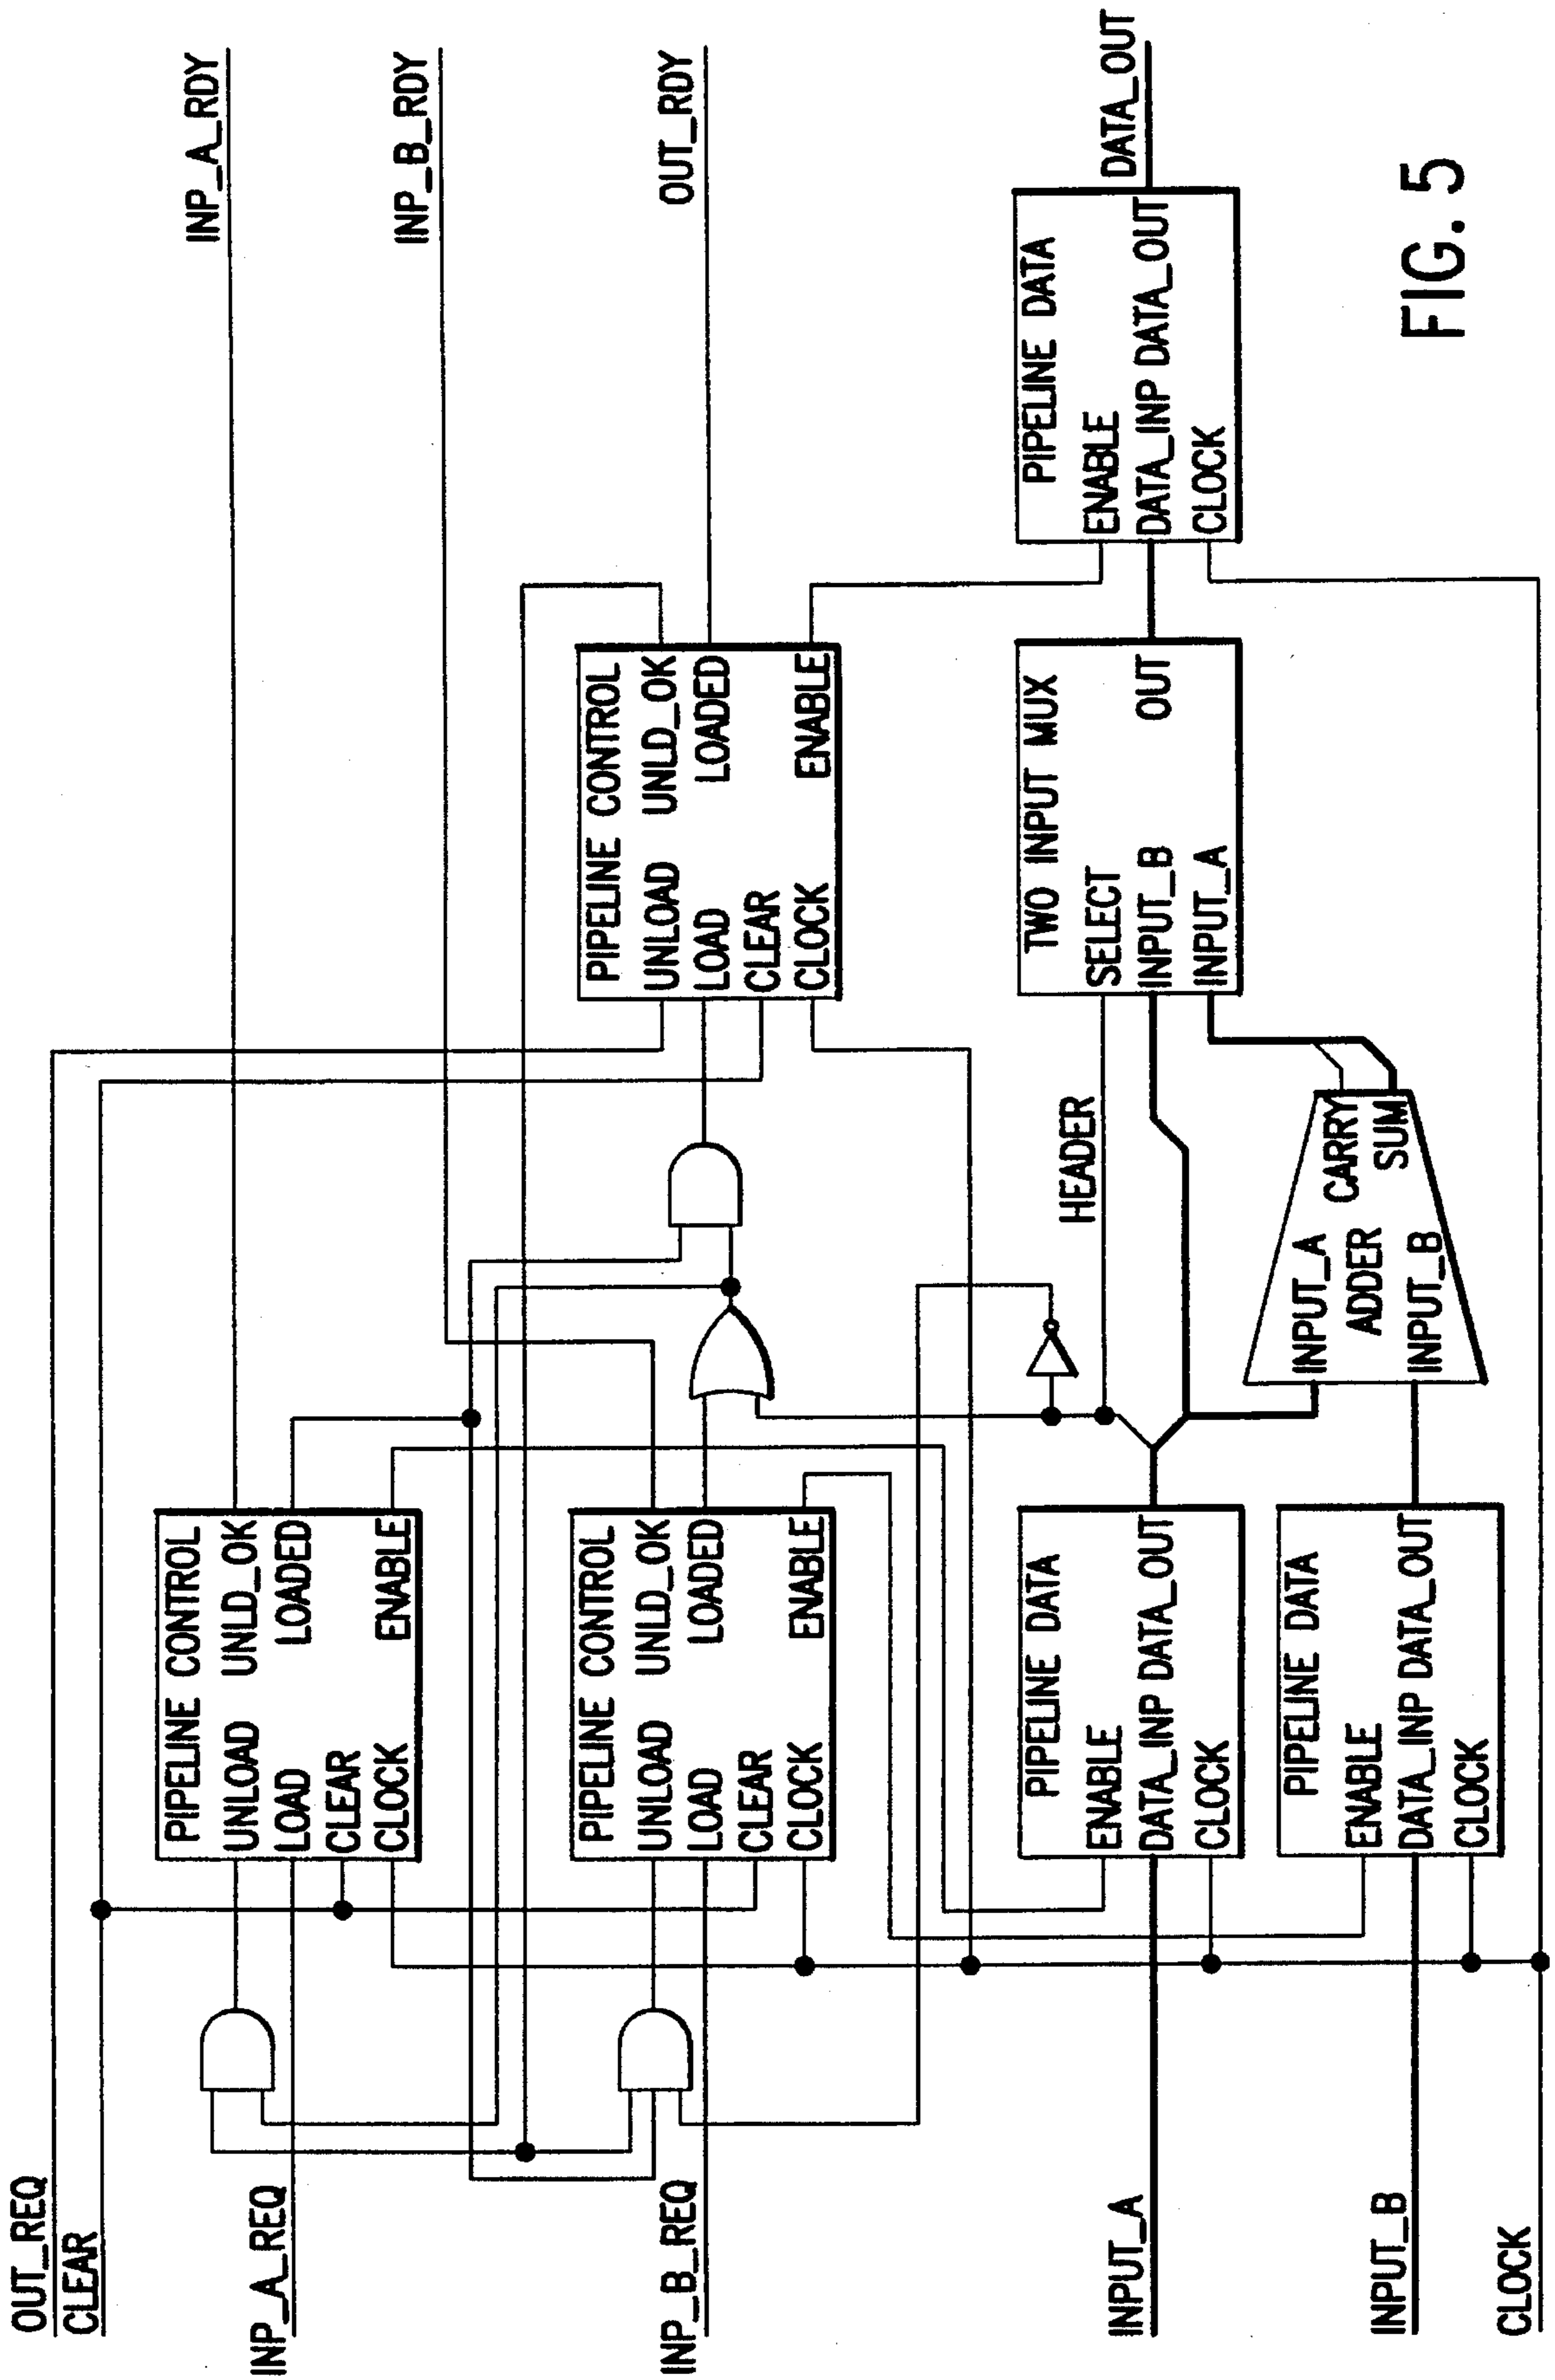 OUT_REQ
CLEAR
INP_A_REQ
INP_B_REQ
INPUT_A
INPUT_B
CLOCK
PIPELINE CONTROL
UNLOAD UNLD_OK
LOAD LOADED
CLEAR
CLOCK ENABLE
PIPELINE CONTROL
UNLOAD UNLD_OK
LOAD LOADED
CLEAR
CLOCK ENABLE
PIPELINE DATA
ENABLE
DATA_INP DATA_OUT
CLOCK
PIPELINE DATA
ENABLE
DATA_INP DATA_OUT
CLOCK
HEADER
INPUT_A
CARRY
ADDER
SUM
INPUT_B
PIPELINE CONTROL
UNLOAD UNLD_OK
LOAD LOADED
CLEAR
CLOCK ENABLE
TWO INPUT MUX
SELECT
INPUT_B OUT
INPUT_A
PIPELINE DATA
ENABLE
DATA_INP DATA_OUT
CLOCK
INP_A_RDY
INP_B_RDY
OUT_RDY
DATA_OUT
FIG. 5